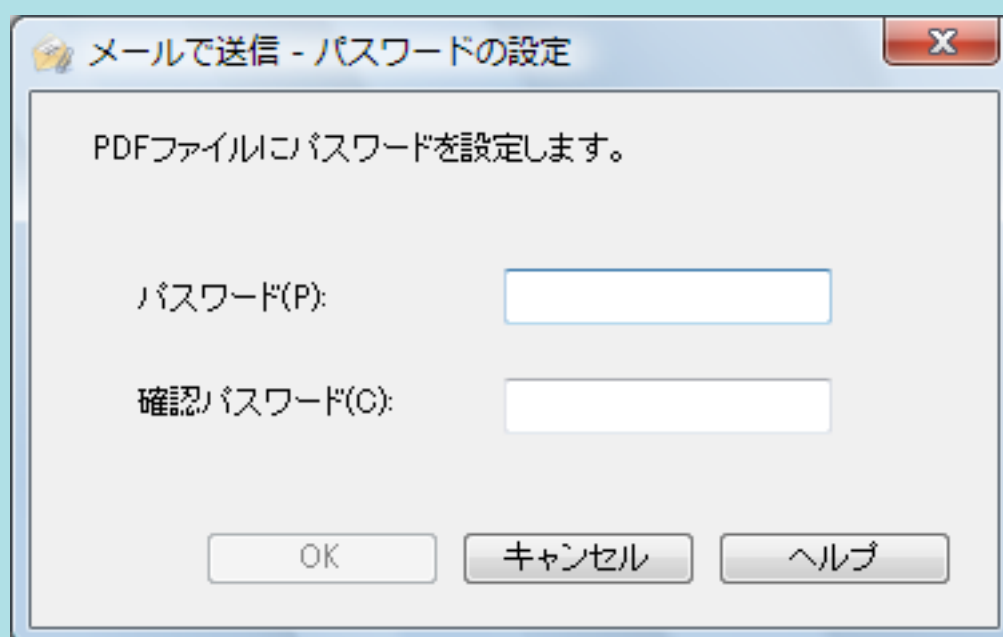 メールで送信 - パスワードの設定
PDFファイルにパスワードを設定します。
パスワード(P):
確認パスワード(C):
OK キャンセル ヘルプ